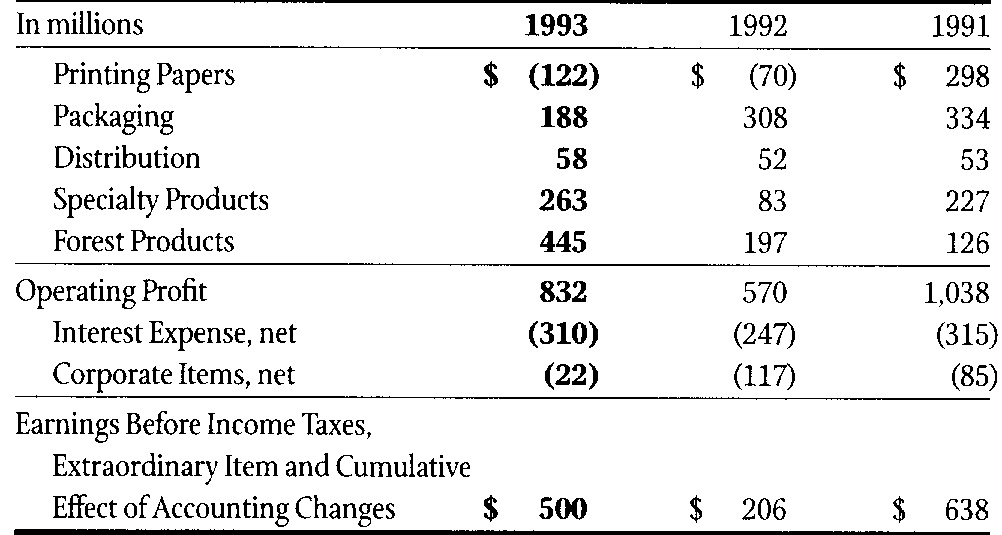 In millions 1993 1992 1991
Printing Papers $ (122) $ (70) $ 298
Packaging 188 308 334
Distribution 58 52 53
Specialty Products 263 83 227
Forest Products 445 197 126
Operating Profit 832 570 1,038
Interest Expense, net (310) (247) (315)
Corporate Items, net (22) (117) (85)
Earnings Before Income Taxes,
Extraordinary Item and Cumulative
Effect of Accounting Changes $ 500 $ 206 $ 638